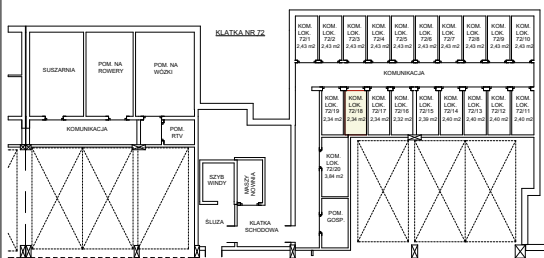 KLATKA NR 72
SUSZARNIA
POM. NA
ROWERY
POM. NA
WÓZKI
KOMUNIKACJA
POM.
RTV
KOM.
LOK.
72/1
2,43 m2
KOM.
LOK.
72/2
2,43 m2
KOM.
LOK.
72/3
2,43 m2
KOM.
LOK.
72/4
2,43 m2
KOM.
LOK.
72/5
2,43 m2
KOM.
LOK.
72/6
2,43 m2
KOM.
LOK.
72/7
2,43 m2
KOM.
LOK.
72/8
2,43 m2
KOM.
LOK.
72/9
2,43 m2
KOM.
LOK.
72/10
2,43 m2
KOMUNIKACJA
KOM.
LOK.
72/19
2,34 m2
KOM.
LOK.
72/18
2,34 m2
KOM.
LOK.
72/17
2,34 m2
KOM.
LOK.
72/16
2,32 m2
KOM.
LOK.
72/15
2,39 m2
KOM.
LOK.
72/14
2,40 m2
KOM.
LOK.
72/13
2,40 m2
KOM.
LOK.
72/12
2,40 m2
KOM.
LOK.
72/11
2,40 m2
KOM.
LOK.
72/20
3,84 m2
POM.
GOSP.
SZYB
WINDY
MASZY
NOWNIA
ŚLUZA
KLATKA
SCHODOWA